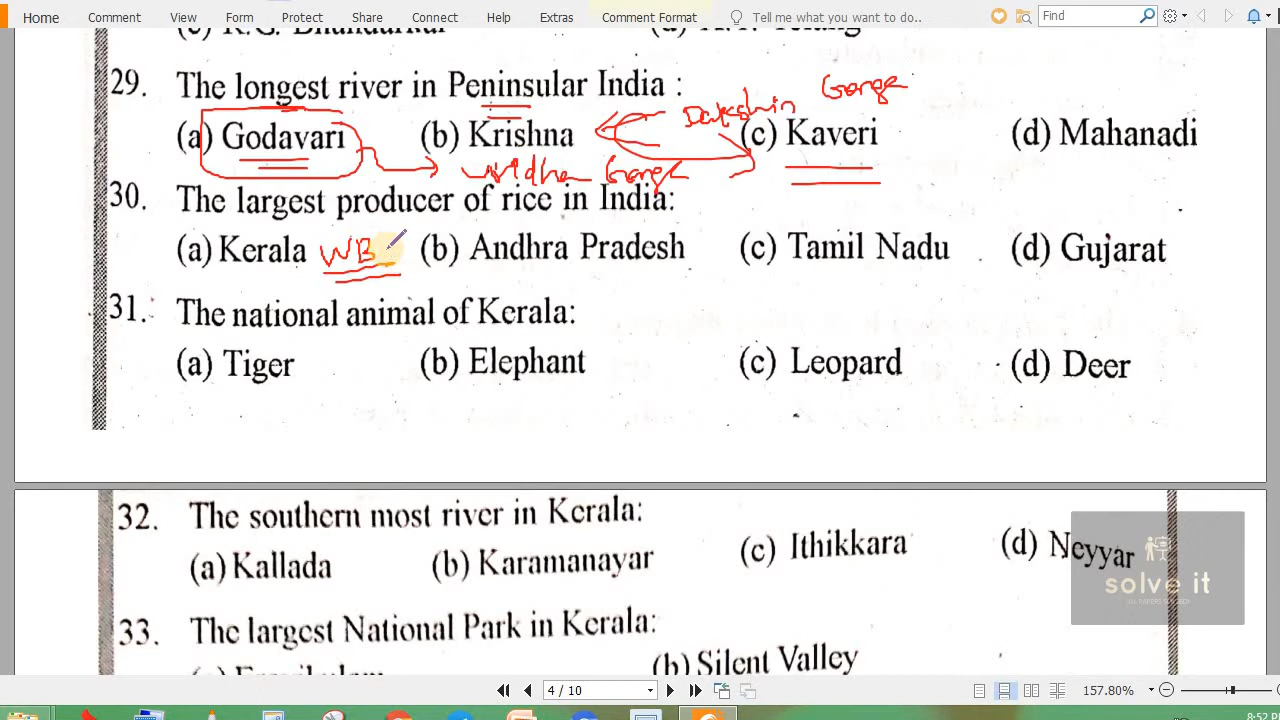 Home Comment View Form Protect Share Connect Help Extras Comment Format Tell me what you want to do.. Find
29. The longest river in Peninsular India :
Dakshin Ganga
(a) Godavari (b) Krishna (c) Kaveri (d) Mahanadi
Ganga
30. The largest producer of rice in India:
(a) Kerala WB (b) Andhra Pradesh (c) Tamil Nadu (d) Gujarat
31. The national animal of Kerala:
(a) Tiger (b) Elephant (c) Leopard (d) Deer
32. The southern most river in Kerala:
(a) Kallada (b) Karamanayar (c) Ithikkara (d) Neyyar
solve it
33. The largest National Park in Kerala:
(b) Silent Valley
4 / 10 157.80%
8:52 P